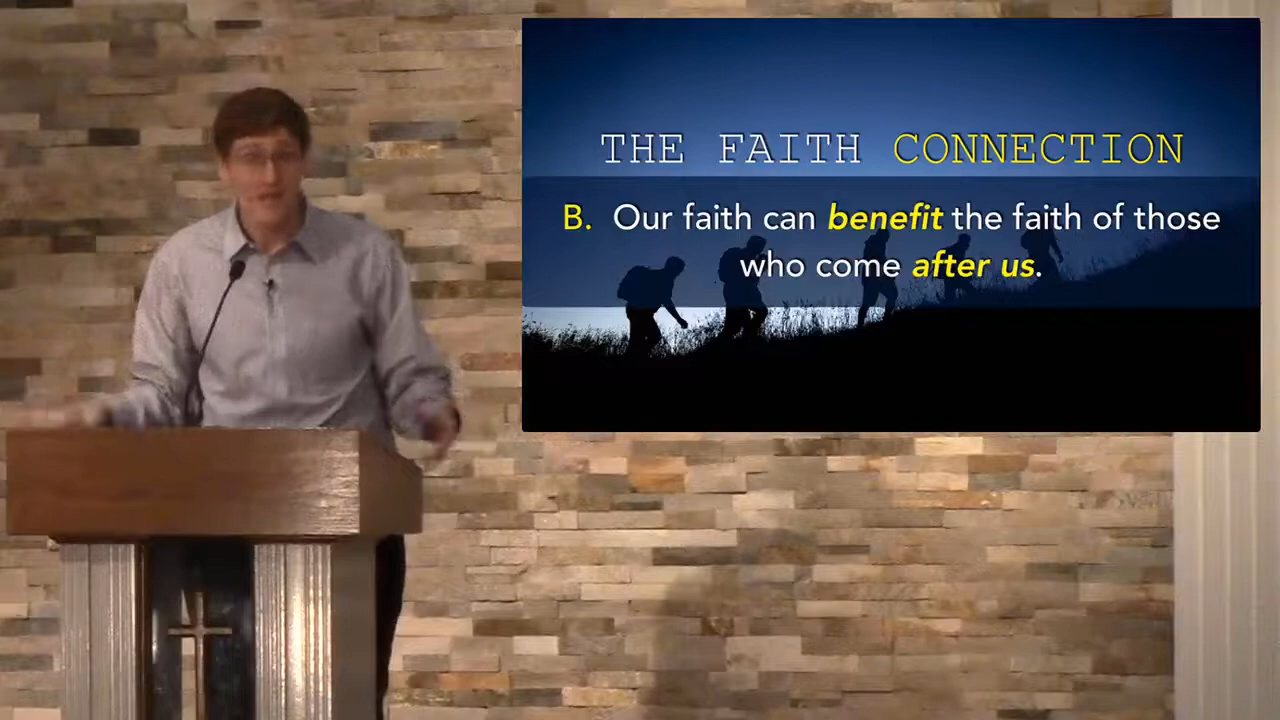 THE FAITH CONNECTION
B. Our faith can benefit the faith of those
who come after us.